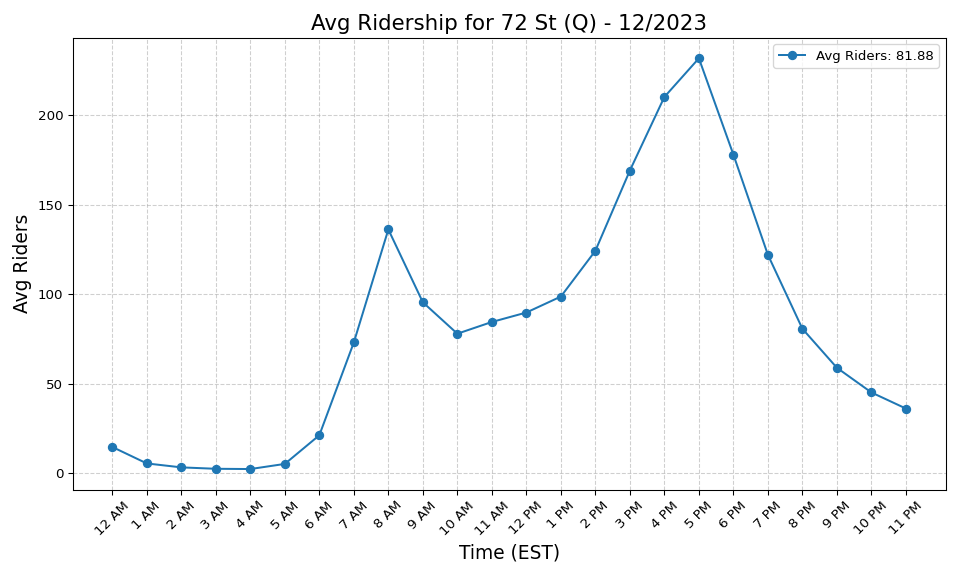 Avg Ridership for 72 St (Q) - 12/2023
Avg Riders: 81.88
Avg Riders
200
150
100
50
0
12 AM
1 AM
2 AM
3 AM
4 AM
5 AM
6 AM
7 AM
8 AM
9 AM
10 AM
11 AM
12 PM
1 PM
2 PM
3 PM
4 PM
5 PM
6 PM
7 PM
8 PM
9 PM
10 PM
11 PM
Time (EST)